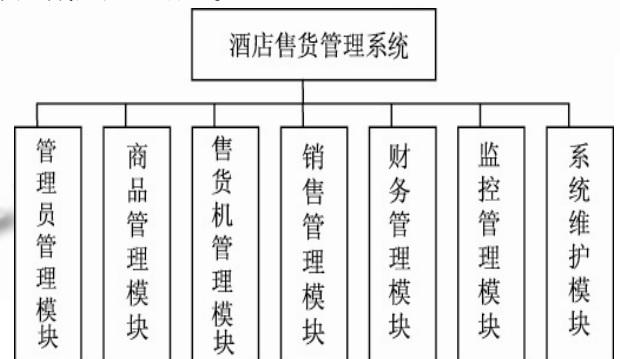 酒店售货管理系统
管理员管理模块
商品管理模块
售货机管理模块
销售管理模块
财务管理模块
监控管理模块
系统维护模块